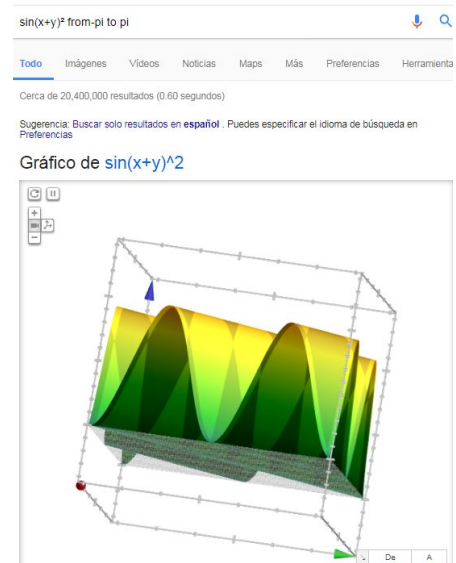 sin(x+y)² from-pi to pi
Todo Imágenes Vídeos Noticias Maps Más Preferencias Herramienta
Cerca de 20,400,000 resultados (0.60 segundos)
Sugerencia: Buscar solo resultados en español . Puedes especificar el idioma de búsqueda en
Preferencias
Gráfico de sin(x+y)^2
De A